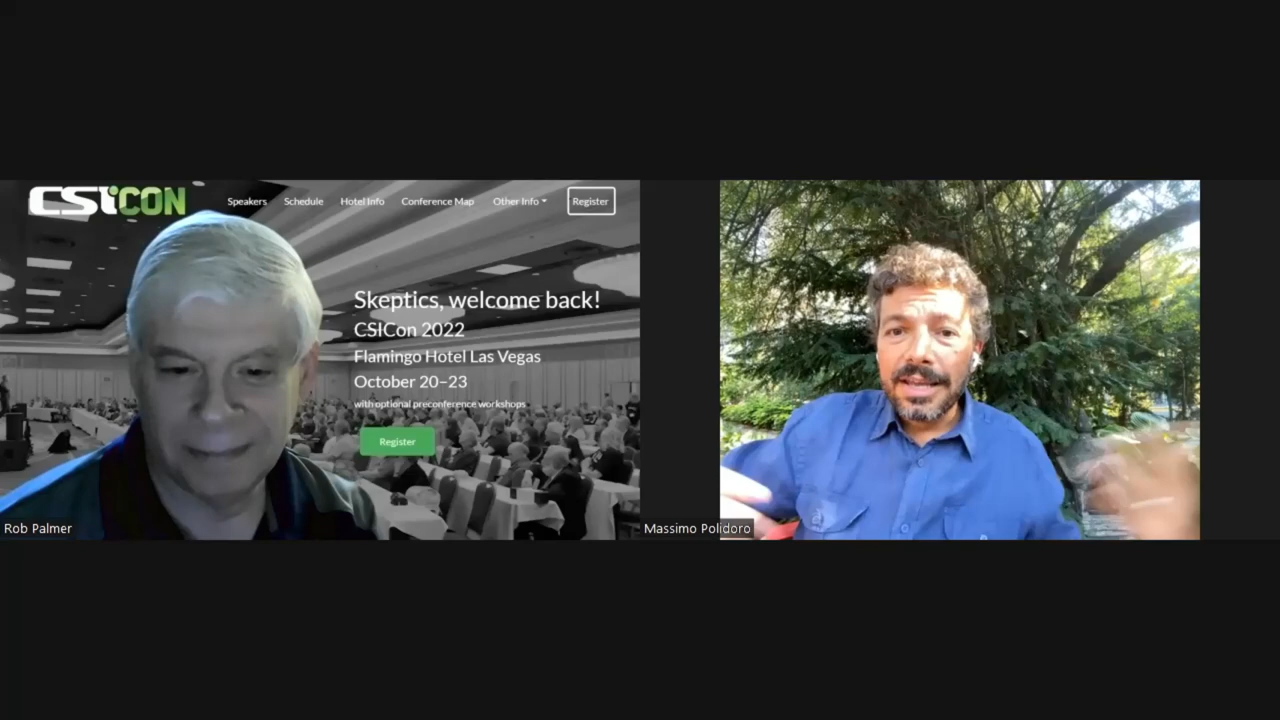 CSICON
Speakers Schedule Hotel Info Conference Map Other Info Register
Skeptics, welcome back!
CSICon 2022
Flamingo Hotel Las Vegas
October 20–23
with optional preconference workshops
Register
Rob Palmer
Massimo Polidoro